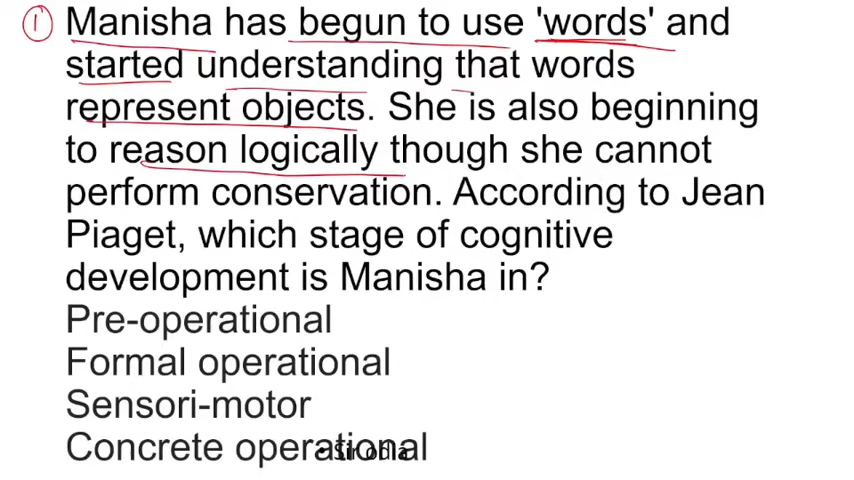 ① Manisha has begun to use 'words' and
started understanding that words
represent objects. She is also beginning
to reason logically though she cannot
perform conservation. According to Jean
Piaget, which stage of cognitive
development is Manisha in?
Pre-operational
Formal operational
Sensori-motor
Concrete operational